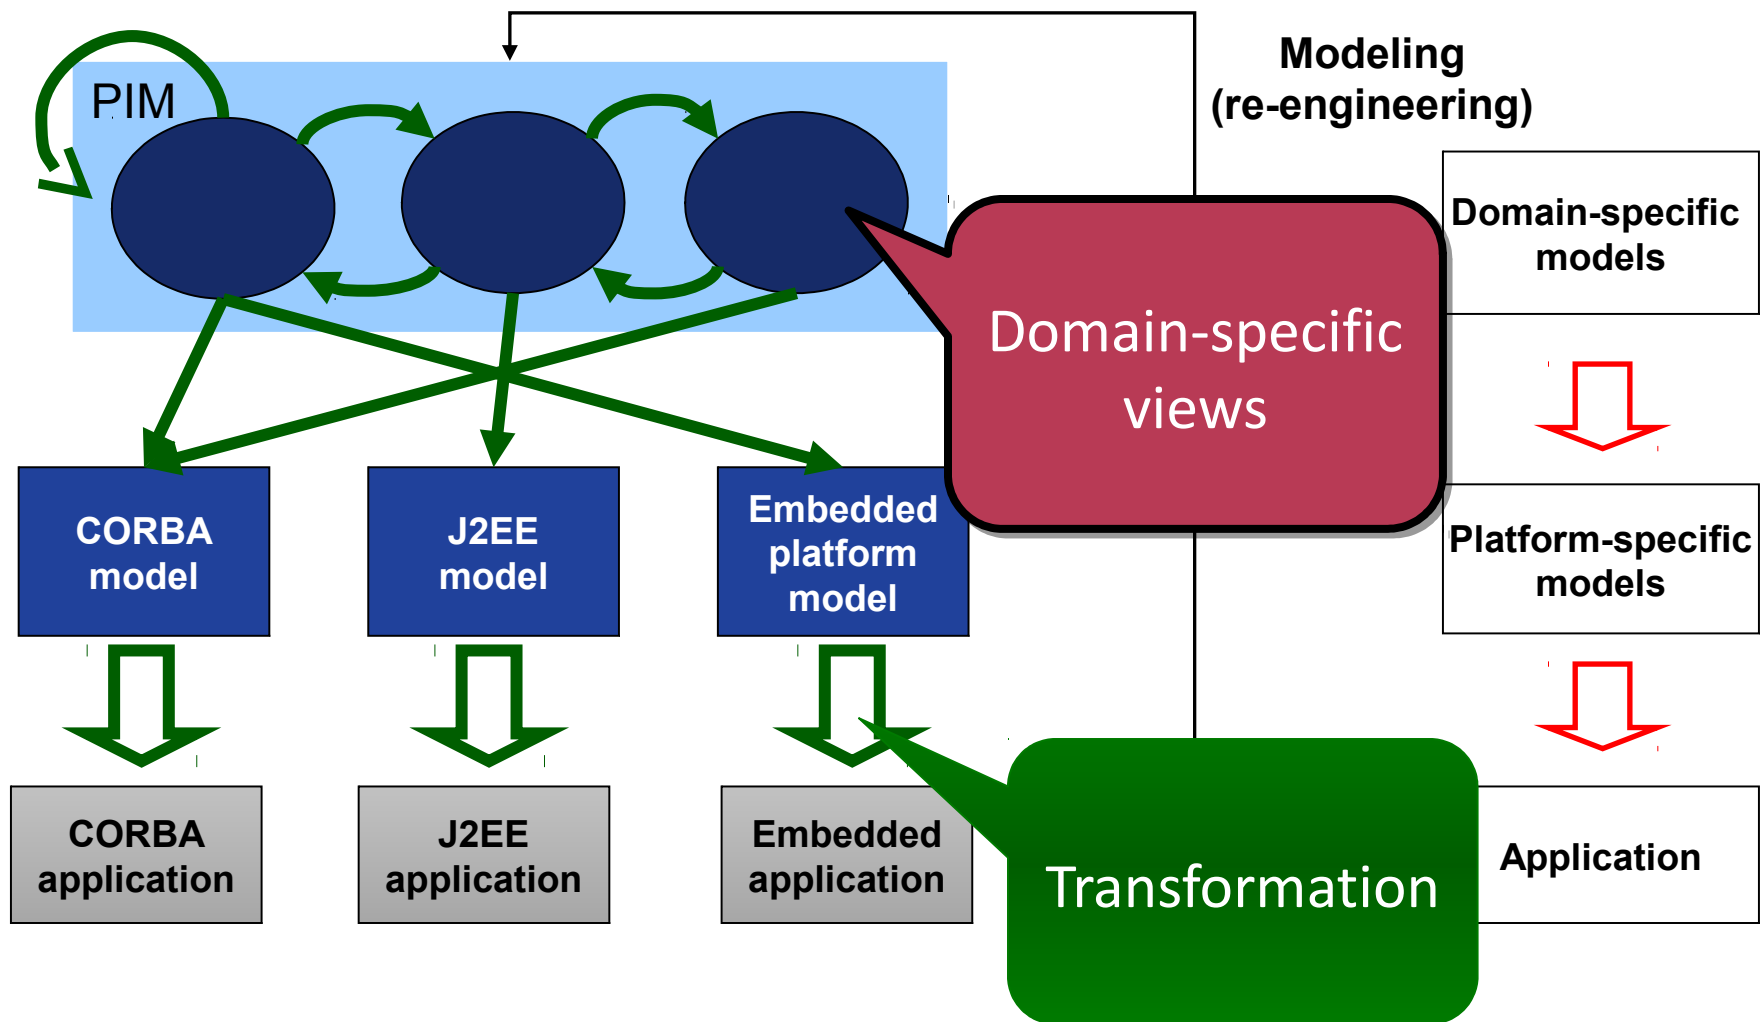 PIM
Modeling
(re-engineering)
Domain-specific
models
Domain-specific
views
CORBA
model
J2EE
model
Embedded
platform
model
Platform-specific
models
CORBA
application
J2EE
application
Embedded
application
Transformation
Application